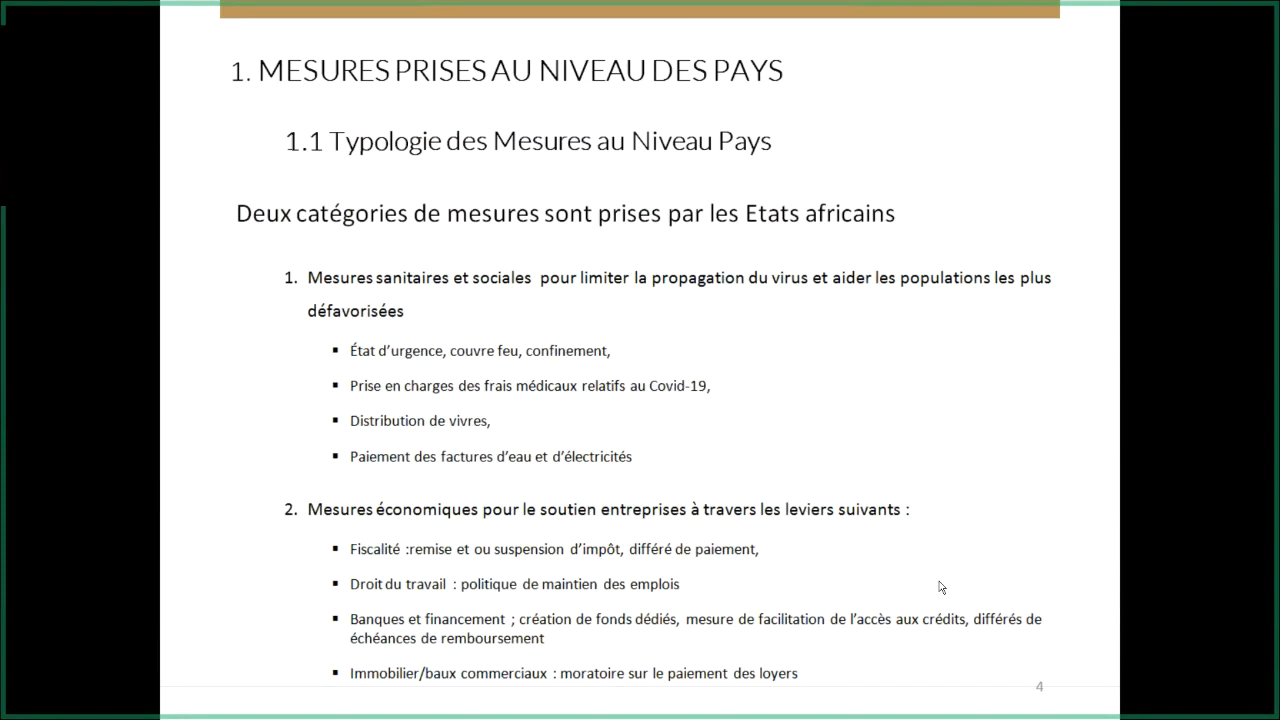 1. MESURES PRISES AU NIVEAU DES PAYS
1.1 Typologie des Mesures au Niveau Pays
Deux catégories de mesures sont prises par les Etats africains
1. Mesures sanitaires et sociales pour limiter la propagation du virus et aider les populations les plus
défavorisées
▪ État d’urgence, couvre feu, confinement,
▪ Prise en charges des frais médicaux relatifs au Covid-19,
▪ Distribution de vivres,
▪ Paiement des factures d’eau et d’électricités
2. Mesures économiques pour le soutien entreprises à travers les leviers suivants :
▪ Fiscalité :remise et ou suspension d’impôt, différé de paiement,
▪ Droit du travail : politique de maintien des emplois
▪ Banques et financement ; création de fonds dédiés, mesure de facilitation de l’accès aux crédits, différés de
échéances de remboursement
▪ Immobilier/baux commerciaux : moratoire sur le paiement des loyers
4